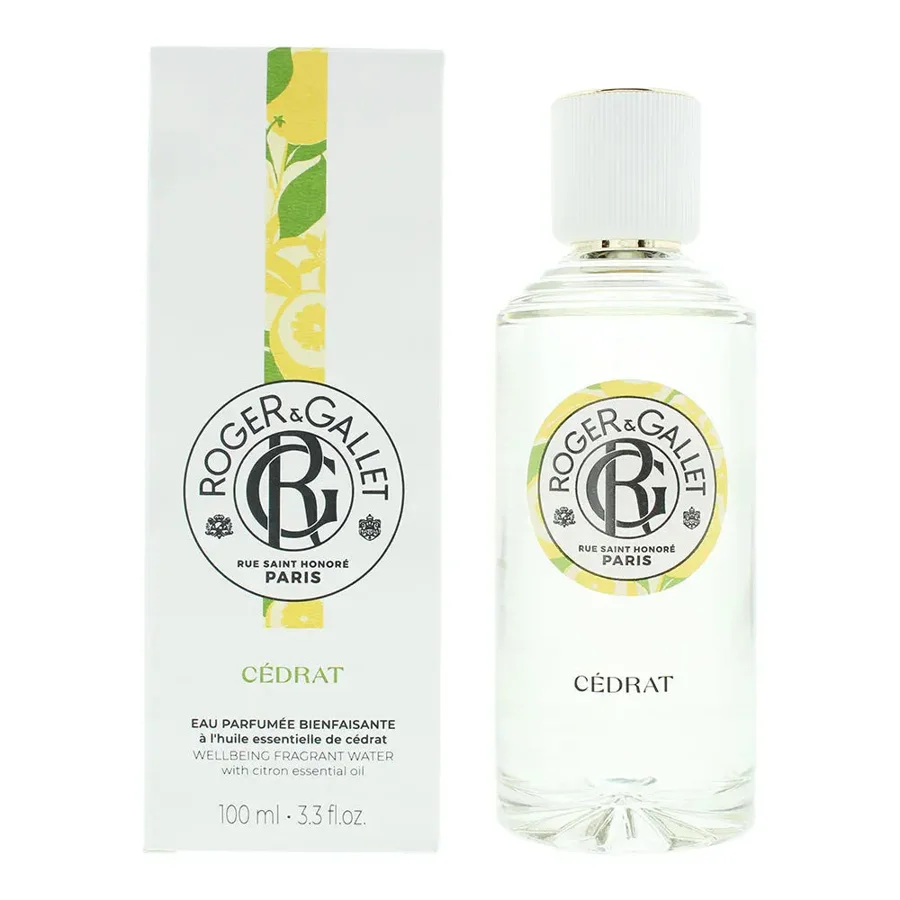 ROGER & GALLET
RG
RUE SAINT HONORÉ
PARIS
CÉDRAT
EAU PARFUMÉE BIENFAISANTE
à l'huile essentielle de cédrat
WELLBEING FRAGRANT WATER
with citron essential oil
100 ml • 3.3 fl.oz.
ROGER & GALLET
RG
RUE SAINT HONORÉ
PARIS
CÉDRAT